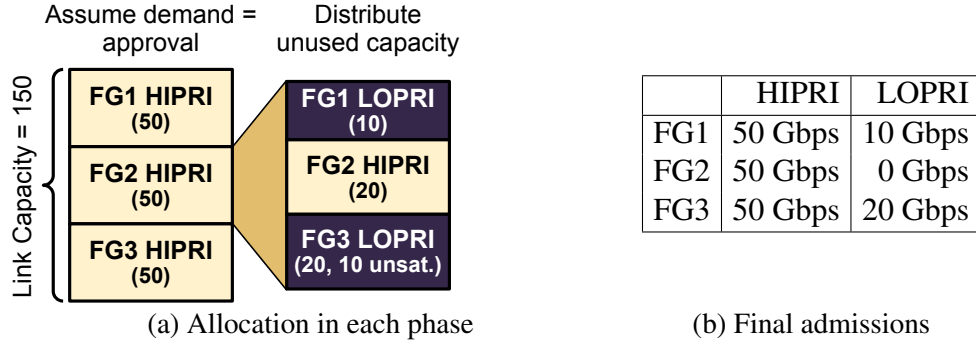 Assume demand =
approval
Distribute
unused capacity
Link Capacity = 150
FG1 HIPRI
(50)
FG2 HIPRI
(50)
FG3 HIPRI
(50)
FG1 LOPRI
(10)
FG2 HIPRI
(20)
FG3 LOPRI
(20, 10 unsat.)
(a) Allocation in each phase
HIPRI LOPRI
FG1 50 Gbps 10 Gbps
FG2 50 Gbps 0 Gbps
FG3 50 Gbps 20 Gbps
(b) Final admissions